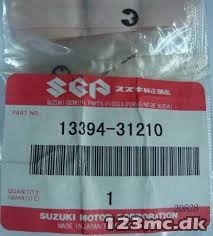 C
SGP スズキ純正部品
SUZUKI GENUINE PARTS
PART NO.
13394-31210
QUANTITY
1
20828
SUZUKI MOTOR CORPORATION
MADE IN JAPAN
123mc.dk